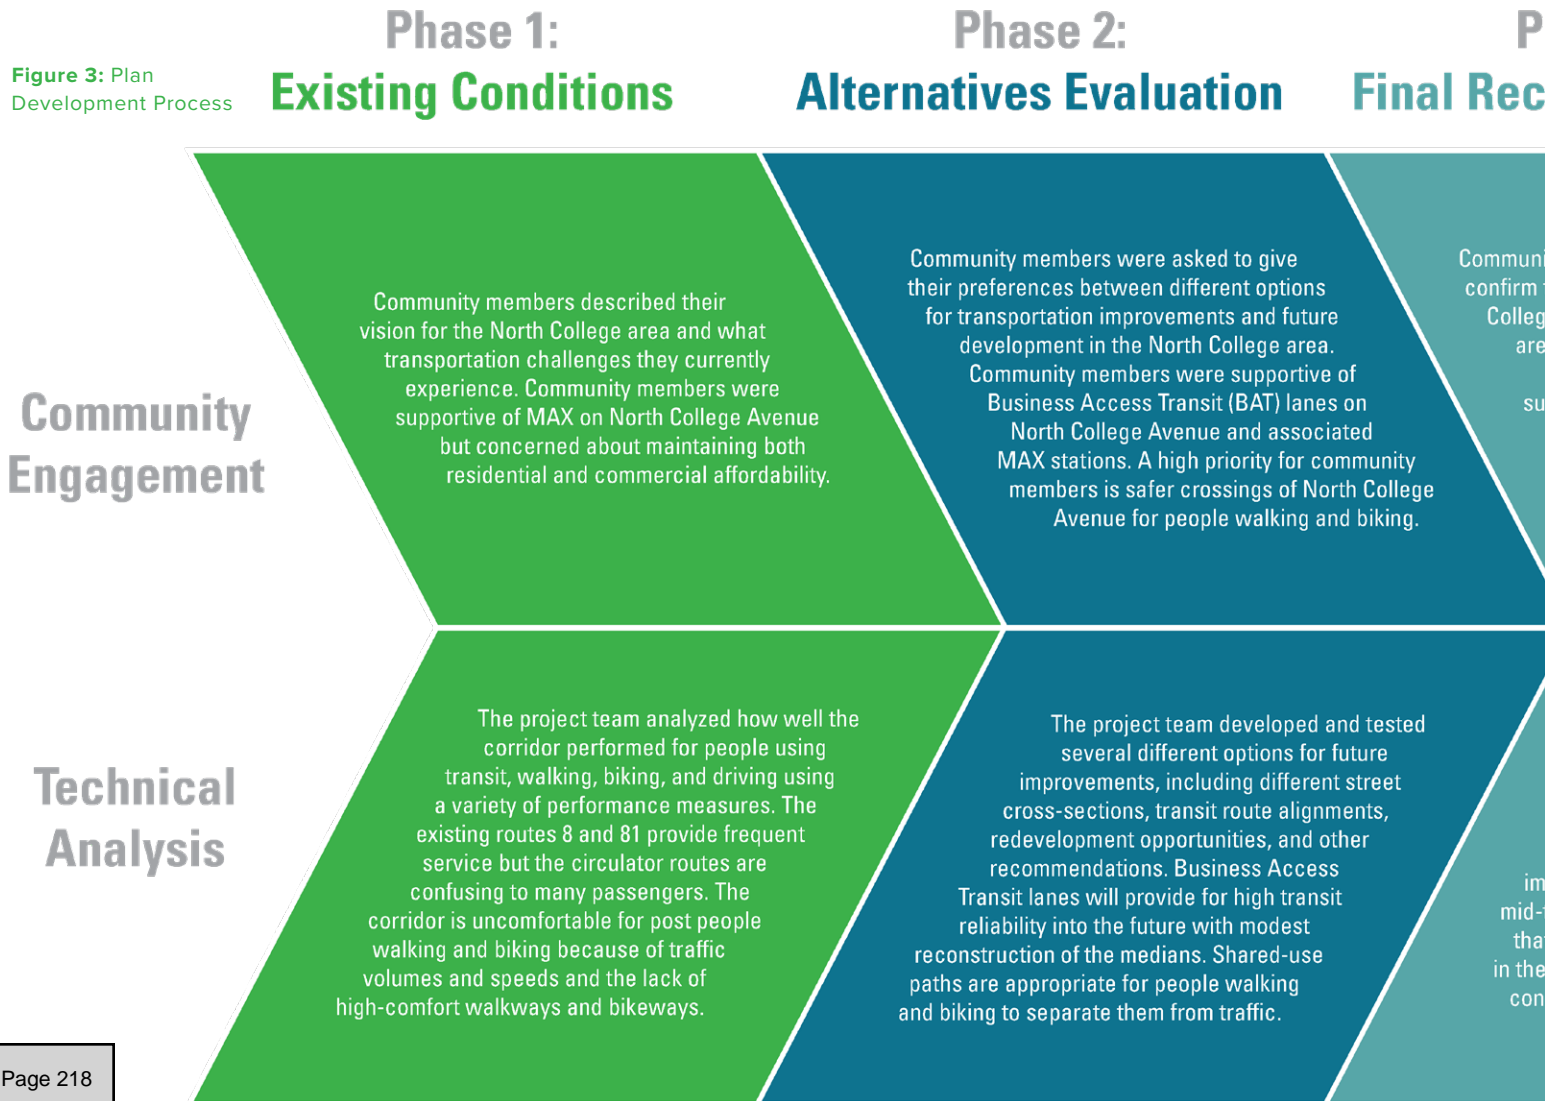 Figure 3: Plan
Development Process
Phase 1:
Existing Conditions
Phase 2:
Alternatives Evaluation
P
Final Rec
Community
Engagement
Community members described their
vision for the North College area and what
transportation challenges they currently
experience. Community members were
supportive of MAX on North College Avenue
but concerned about maintaining both
residential and commercial affordability.
Community members were asked to give
their preferences between different options
for transportation improvements and future
development in the North College area.
Community members were supportive of
Business Access Transit (BAT) lanes on
North College Avenue and associated
MAX stations. A high priority for community
members is safer crossings of North College
Avenue for people walking and biking.
Communi
confirm
Colleg
are
su
Technical
Analysis
The project team analyzed how well the
corridor performed for people using
transit, walking, biking, and driving using
a variety of performance measures. The
existing routes 8 and 81 provide frequent
service but the circulator routes are
confusing to many passengers. The
corridor is uncomfortable for post people
walking and biking because of traffic
volumes and speeds and the lack of
high-comfort walkways and bikeways.
The project team developed and tested
several different options for future
improvements, including different street
cross-sections, transit route alignments,
redevelopment opportunities, and other
recommendations. Business Access
Transit lanes will provide for high transit
reliability into the future with modest
reconstruction of the medians. Shared-use
paths are appropriate for people walking
and biking to separate them from traffic.
im
mid-
tha
in the
con
Page 218